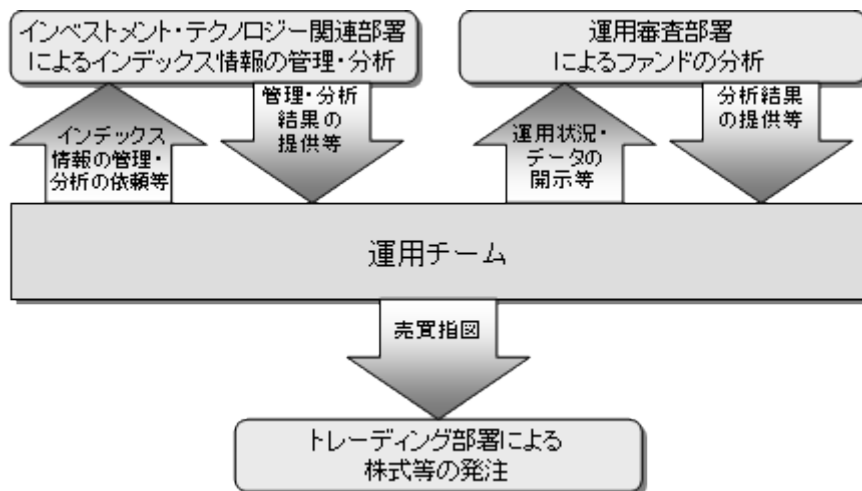 インベストメント・テクノロジー関連部署
によるインデックス情報の管理・分析
運用審査部署
によるファンドの分析
インデックス
情報の管理・
分析の依頼等
管理・分析
結果の
提供等
運用状況・
データの
開示等
分析結果
の提供等
運用チーム
売買指図
トレーディング部署による
株式等の発注